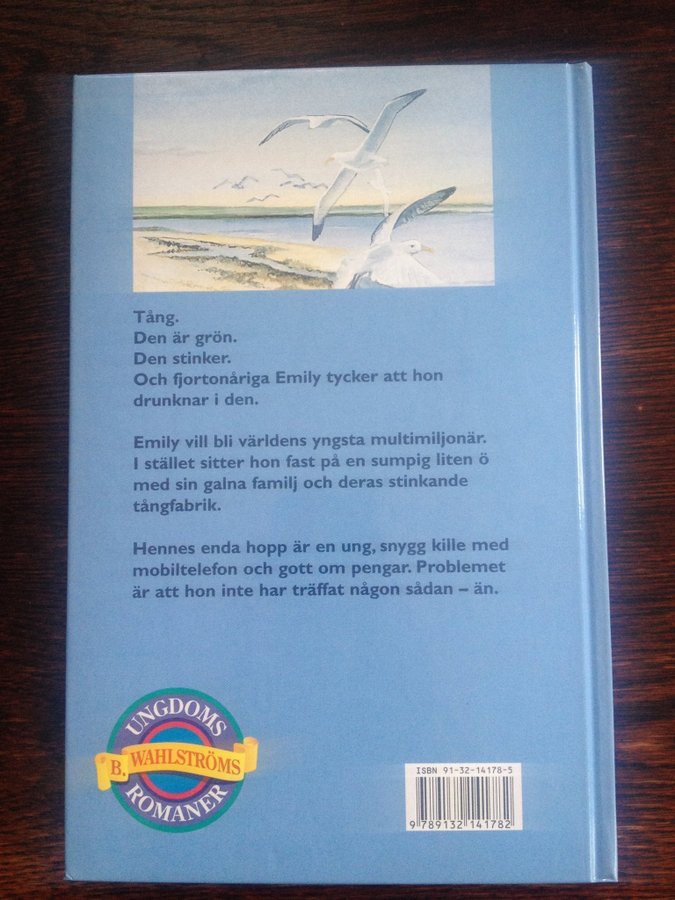 Tång.
Den är grön.
Den stinker.
Och fjortonåriga Emily tycker att hon
drunknar i den.
Emily vill bli världens yngsta multimiljonär.
I stället sitter hon fast på en sumpig liten ö
med sin galna familj och deras stinkande
tångfabrik.
Hennes enda hopp är en ung, snygg kille med
mobiltelefon och gott om pengar. Problemet
är att hon inte har träffat någon sådan – än.
UNGDOMS
B. WAHLSTRÖMS
ROMANER
ISBN 91-32-14178-5
9 789132 141782